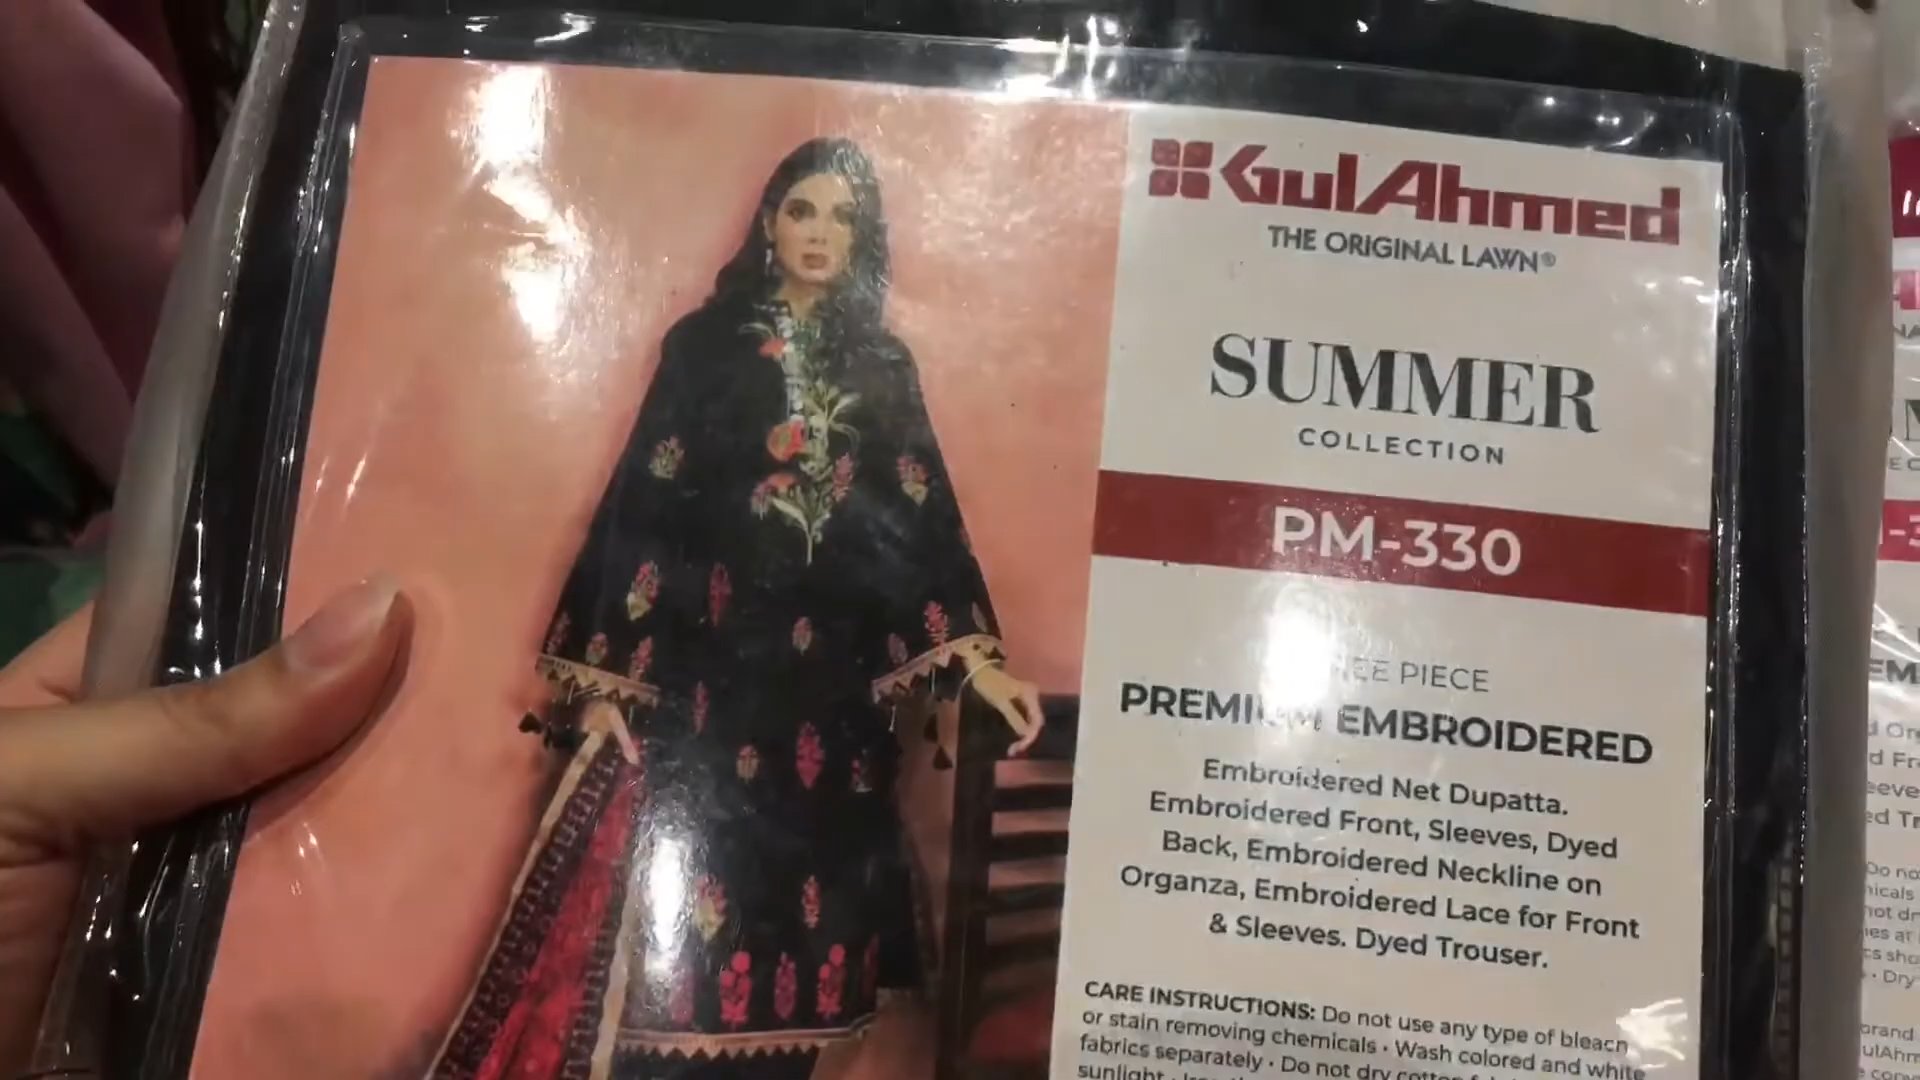 GulAhmed
THE ORIGINAL LAWN®
SUMMER
COLLECTION
PM-330
PIECE
PREMIUM EMBROIDERED
Embroidered Net Dupatta.
Embroidered Front, Sleeves, Dyed
Back, Embroidered Neckline on
Organza, Embroidered Lace for Front
& Sleeves. Dyed Trouser.
CARE INSTRUCTIONS: Do not use any type of bleach
or stain removing chemicals • Wash colored and white
fabrics separately • Do not dry
sunlight